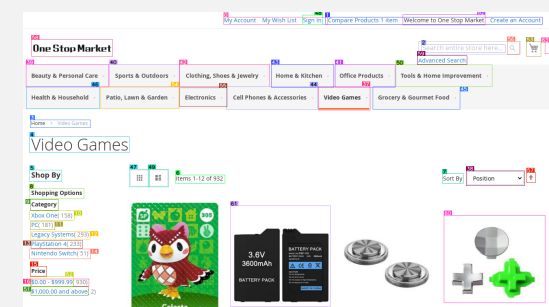 My Account My Wish List Sign In Compare Products 1 item Welcome to One Stop Market Create an Account
One Stop Market
Search entire store here...
Advanced Search
Beauty & Personal Care Sports & Outdoors Clothing, Shoes & Jewelry Home & Kitchen Office Products Tools & Home Improvement
Health & Household Patio, Lawn & Garden Electronics Cell Phones & Accessories Video Games Grocery & Gourmet Food
Home Video Games
Video Games
Shop By
Items 1-12 of 932
Sort By Position
Shopping Options
Category
Xbox One( 158)
PC( 181)
Legacy Systems( 293)
PlayStation 4( 233)
Nintendo Switch( 51)
Price
$0.00 - $999.99( 930)
$1,000.00 and above( 2)
303
Celeste
3.6V
3600mAh
BATTERY PACK
BATTERY PACK
BATTERY PACK